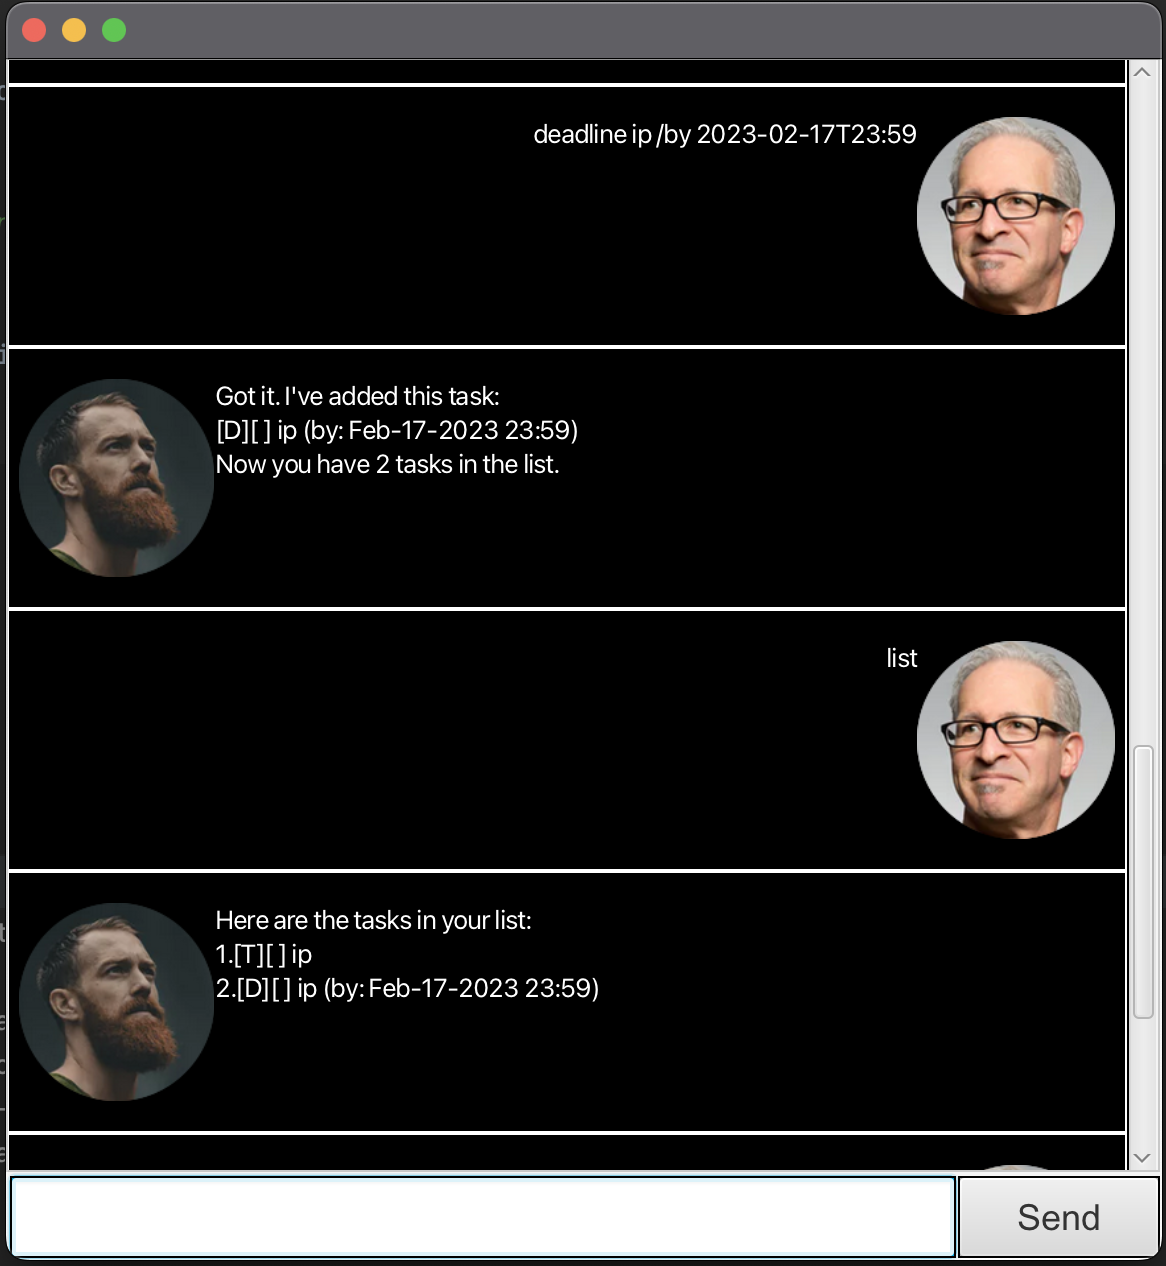 deadline ip /by 2023-02-17T23:59
Got it. I've added this task:
[D][ ] ip (by: Feb-17-2023 23:59)
Now you have 2 tasks in the list.
list
Here are the tasks in your list:
1.[T][ ] ip
2.[D][ ] ip (by: Feb-17-2023 23:59)
Send